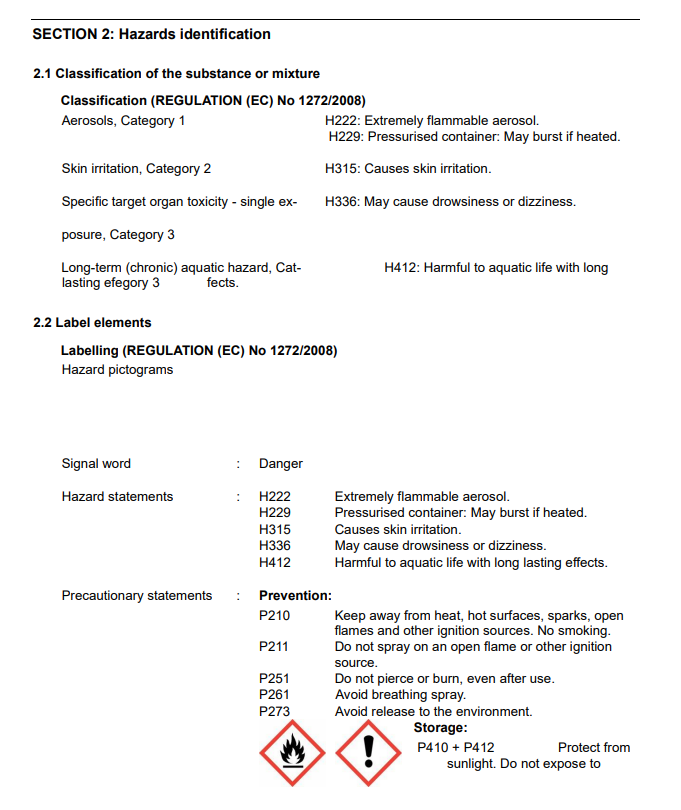 SECTION 2: Hazards identification
2.1 Classification of the substance or mixture
Classification (REGULATION (EC) No 1272/2008)
Aerosols, Category 1 H222: Extremely flammable aerosol.
H229: Pressurised container: May burst if heated.
Skin irritation, Category 2 H315: Causes skin irritation.
Specific target organ toxicity - single ex- H336: May cause drowsiness or dizziness.
posure, Category 3
Long-term (chronic) aquatic hazard, Cat- H412: Harmful to aquatic life with long
lasting efegory 3 fects.
2.2 Label elements
Labelling (REGULATION (EC) No 1272/2008)
Hazard pictograms
Signal word : Danger
Hazard statements : H222 Extremely flammable aerosol.
H229 Pressurised container: May burst if heated.
H315 Causes skin irritation.
H336 May cause drowsiness or dizziness.
H412 Harmful to aquatic life with long lasting effects.
Precautionary statements : Prevention:
P210 Keep away from heat, hot surfaces, sparks, open
flames and other ignition sources. No smoking.
P211 Do not spray on an open flame or other ignition
source.
P251 Do not pierce or burn, even after use.
P261 Avoid breathing spray.
P273 Avoid release to the environment.
Storage:
P410 + P412 Protect from
sunlight. Do not expose to